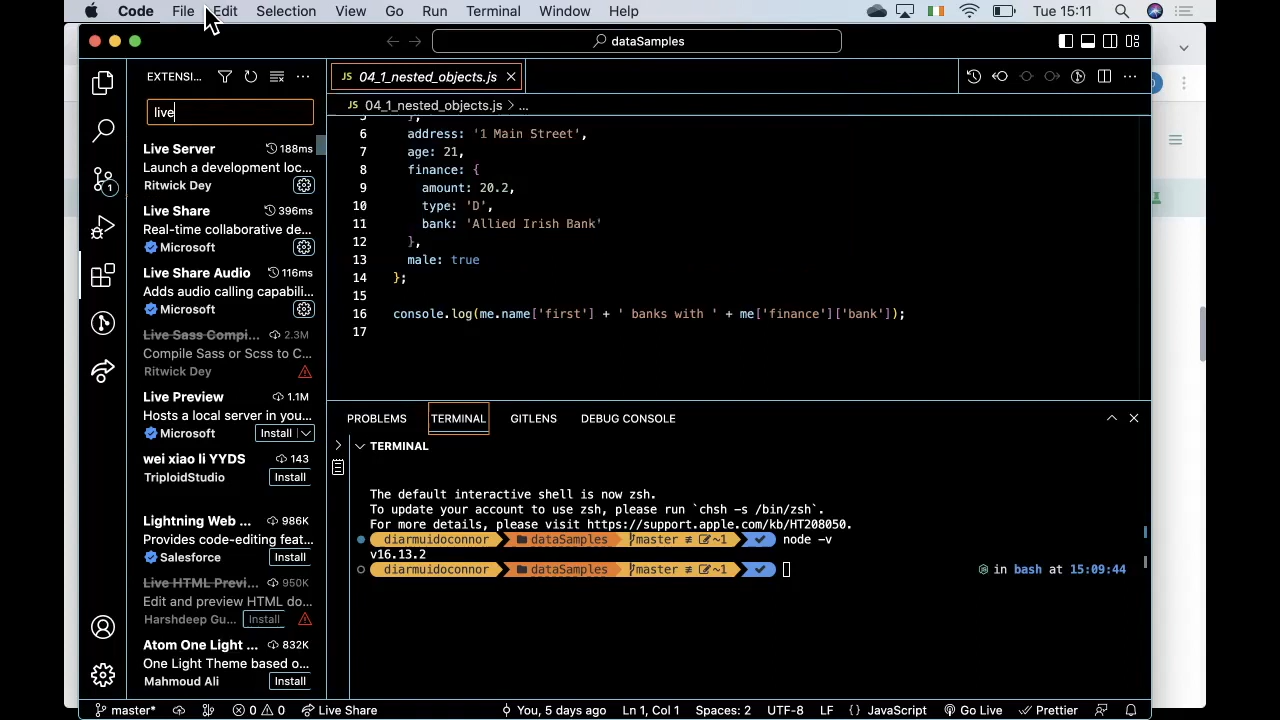 Code File Edit Selection View Go Run Terminal Window Help Tue 15:11
dataSamples
EXTENSI...
JS 04_1_nested_objects.js
JS 04_1_nested_objects.js > ...
live
Live Server 188ms
Launch a development loc...
Ritwick Dey
Live Share 396ms
Real-time collaborative de...
Microsoft
Live Share Audio 116ms
Adds audio calling capabili...
Microsoft
Live Sass Compi... 2.3M
Compile Sass or Scss to C...
Ritwick Dey
Live Preview 1.1M
Hosts a local server in you...
Microsoft Install
wei xiao li YYDS 143
TriploidStudio Install
Lightning Web ... 986K
Provides code-editing feat...
Salesforce Install
Live HTML Previ... 950K
Edit and preview HTML do...
Harshdeep Gu... Install
Atom One Light ... 832K
One Light Theme based o...
Mahmoud Ali Install
5 },
6 address: '1 Main Street',
7 age: 21,
8 finance: {
9 amount: 20.2,
10 type: 'D',
11 bank: 'Allied Irish Bank'
12 },
13 male: true
14 };
15
16 console.log(me.name['first'] + ' banks with ' + me['finance']['bank']);
17
PROBLEMS TERMINAL GITLENS DEBUG CONSOLE
TERMINAL
The default interactive shell is now zsh.
To update your account to use zsh, please run `chsh -s /bin/zsh`.
For more details, please visit https://support.apple.com/kb/HT208050.
diarmuidoconnor dataSamples master ≢ ~1 node -v
v16.13.2
diarmuidoconnor dataSamples master ≢ ~1 in bash at 15:09:44
1
master* 0 0 Live Share You, 5 days ago Ln 1, Col 1 Spaces: 2 UTF-8 LF {} JavaScript Go Live Prettier